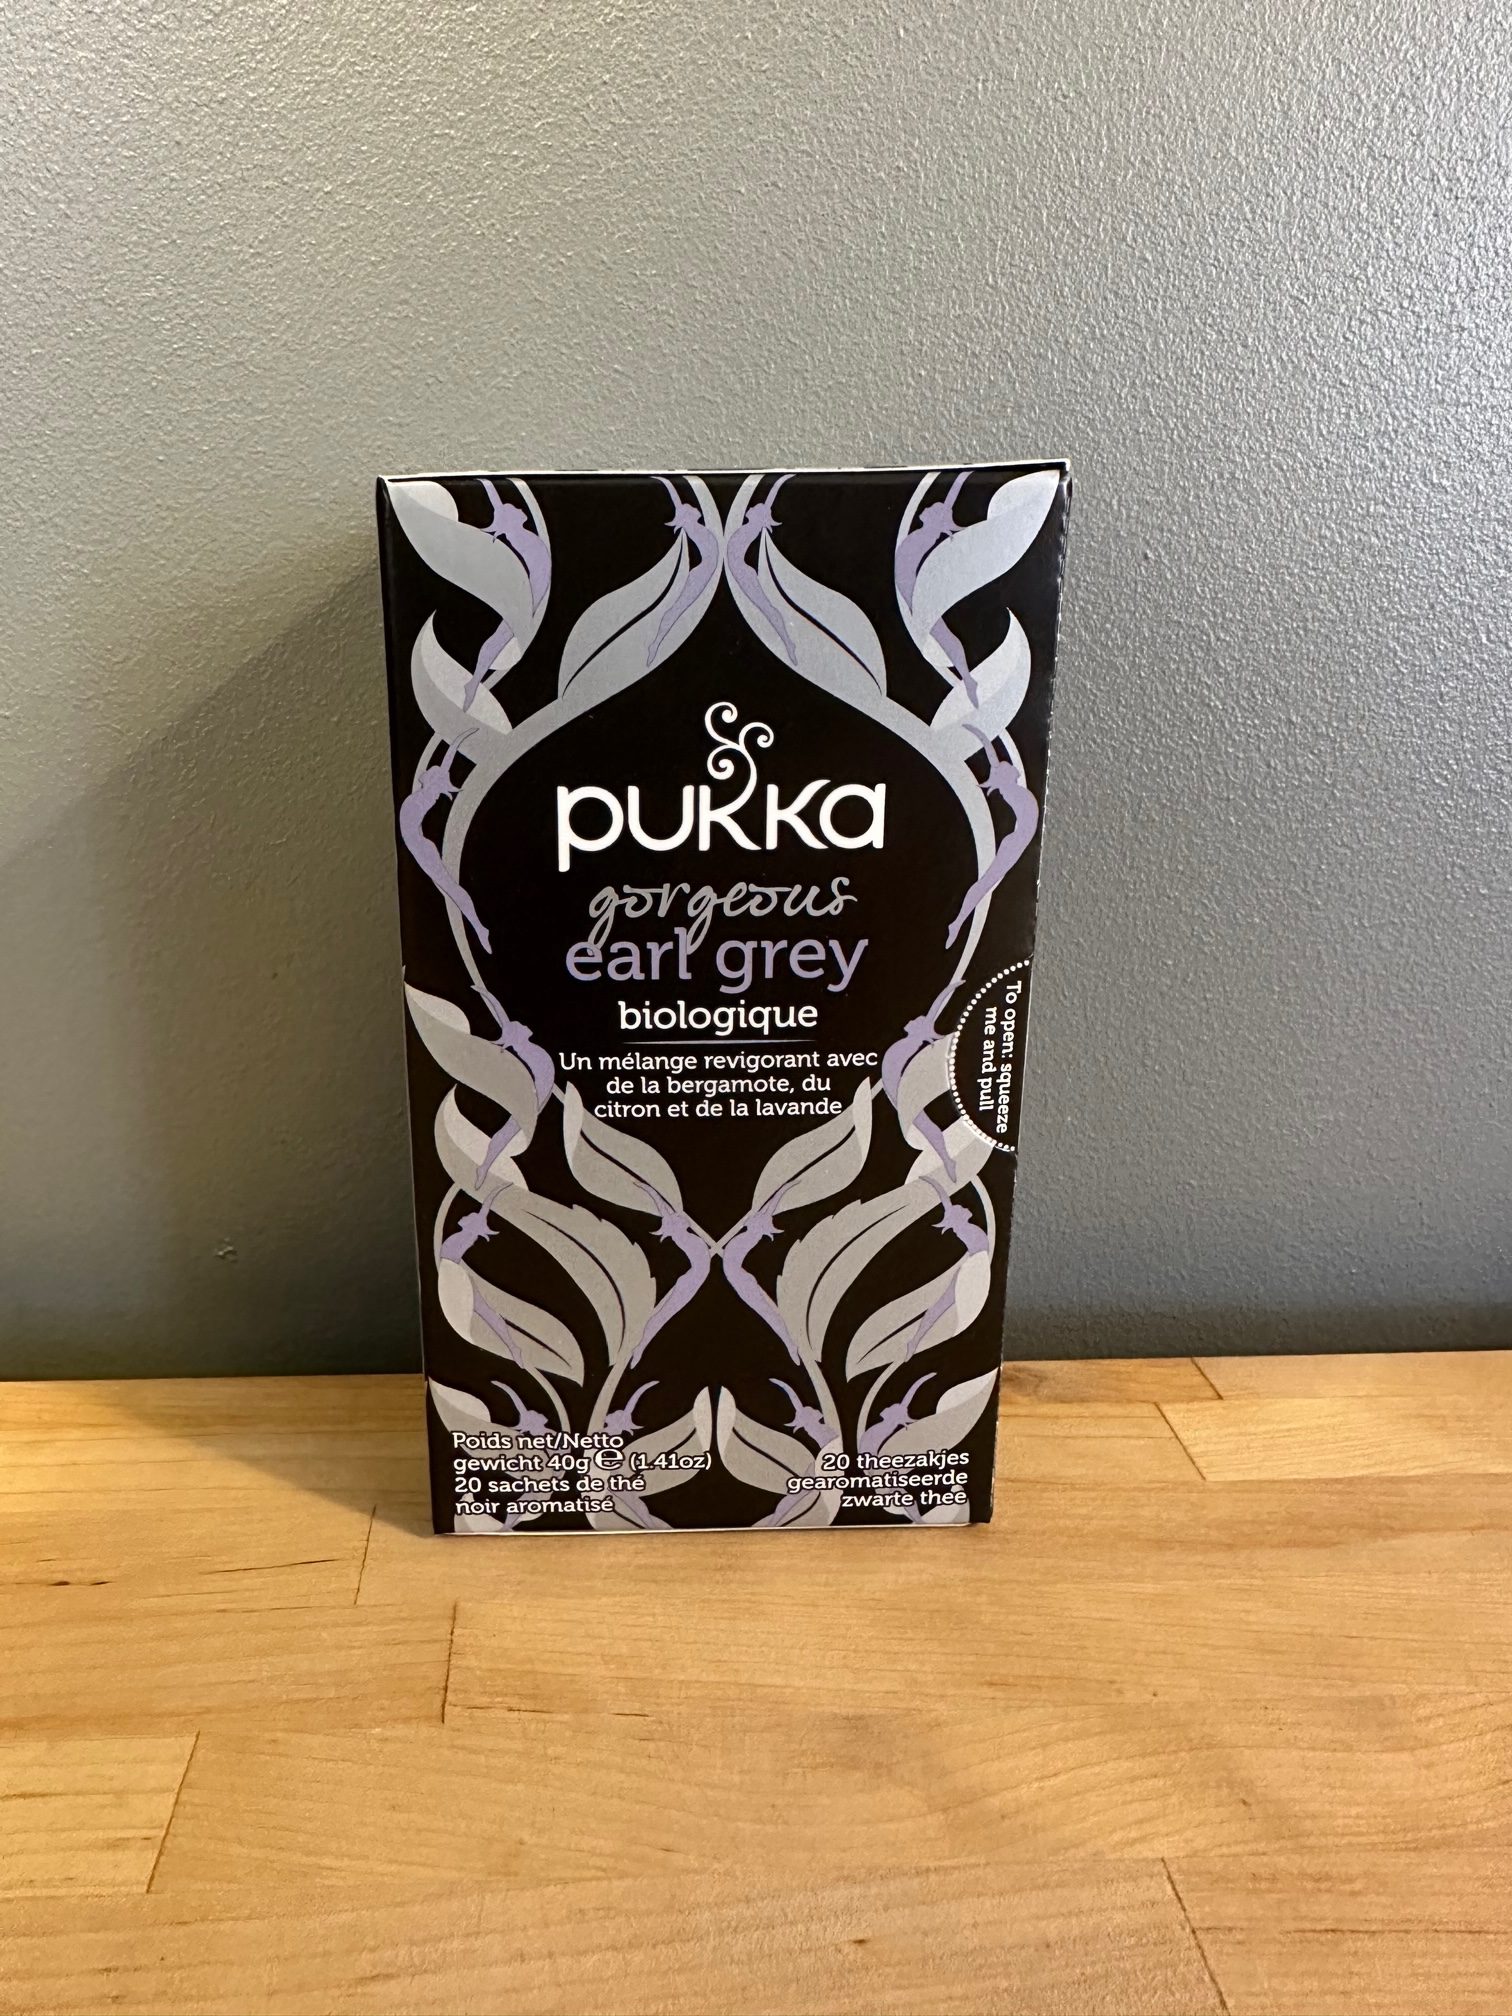 pukka
gorgeous
earl grey
biologique
Un mélange revigorant avec
de la bergamote, du
citron et de la lavande
To open: squeeze
me and pull
Poids net/Netto
gewicht 40g ℮ (1.41oz)
20 sachets de thé
noir aromatisé
20 theezakjes
gearomatiseerde
zwarte thee